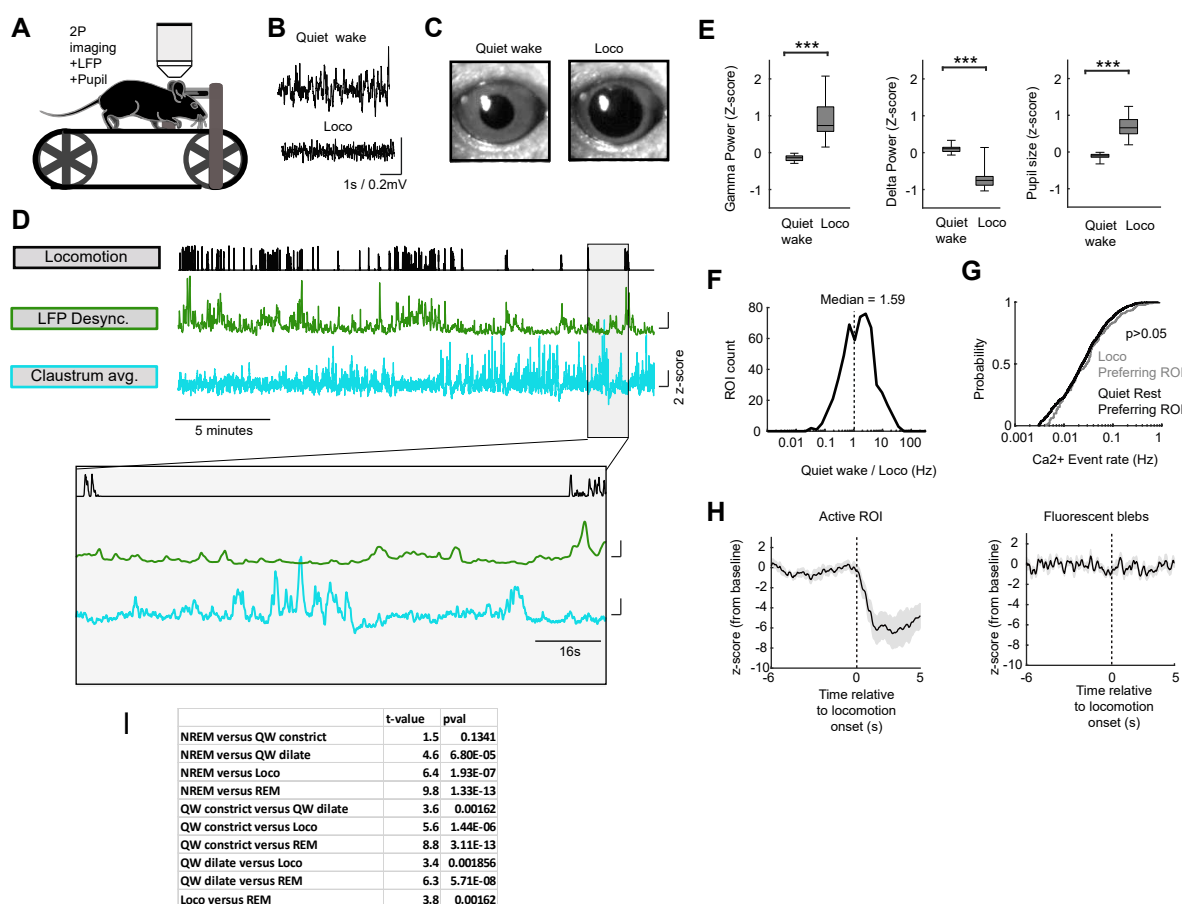 A
2P
imaging
+LFP
+Pupil
B
Quiet wake
Loco
1s / 0.2mV
C
Quiet wake
Loco
D
Locomotion
LFP Desync.
Claustrum avg.
2 z-score
5 minutes
16s
E
***
Gamma Power (Z-score)
2
1
0
-1
Quiet
wake
Loco
***
Delta Power (Z-score)
2
1
0
-1
Quiet
wake
Loco
***
Pupil size (z-score)
2
1
0
-1
Quiet
wake
Loco
F
Median = 1.59
ROI count
80
60
40
20
0
0.01
0.1
1
10
100
Quiet wake / Loco (Hz)
G
Probability
1
0.5
0
p>0.05
Loco
Preferring ROI
Quiet Rest
Preferring ROI
0.001
0.01
0.1
1
Ca2+ Event rate (Hz)
H
Active ROI
z-score (from baseline)
2
0
-2
-4
-6
-8
-10
-6
0
5
Time relative
to locomotion
onset (s)
Fluorescent blebs
z-score (from baseline)
2
0
-2
-4
-6
-8
-10
-6
0
5
Time relative
to locomotion
onset (s)
I
t-value pval
NREM versus QW constrict 1.5 0.1341
NREM versus QW dilate 4.6 6.80E-05
NREM versus Loco 6.4 1.93E-07
NREM versus REM 9.8 1.33E-13
QW constrict versus QW dilate 3.6 0.00162
QW constrict versus Loco 5.6 1.44E-06
QW constrict versus REM 8.8 3.11E-13
QW dilate versus Loco 3.4 0.001856
QW dilate versus REM 6.3 5.71E-08
Loco versus REM 3.8 0.00162